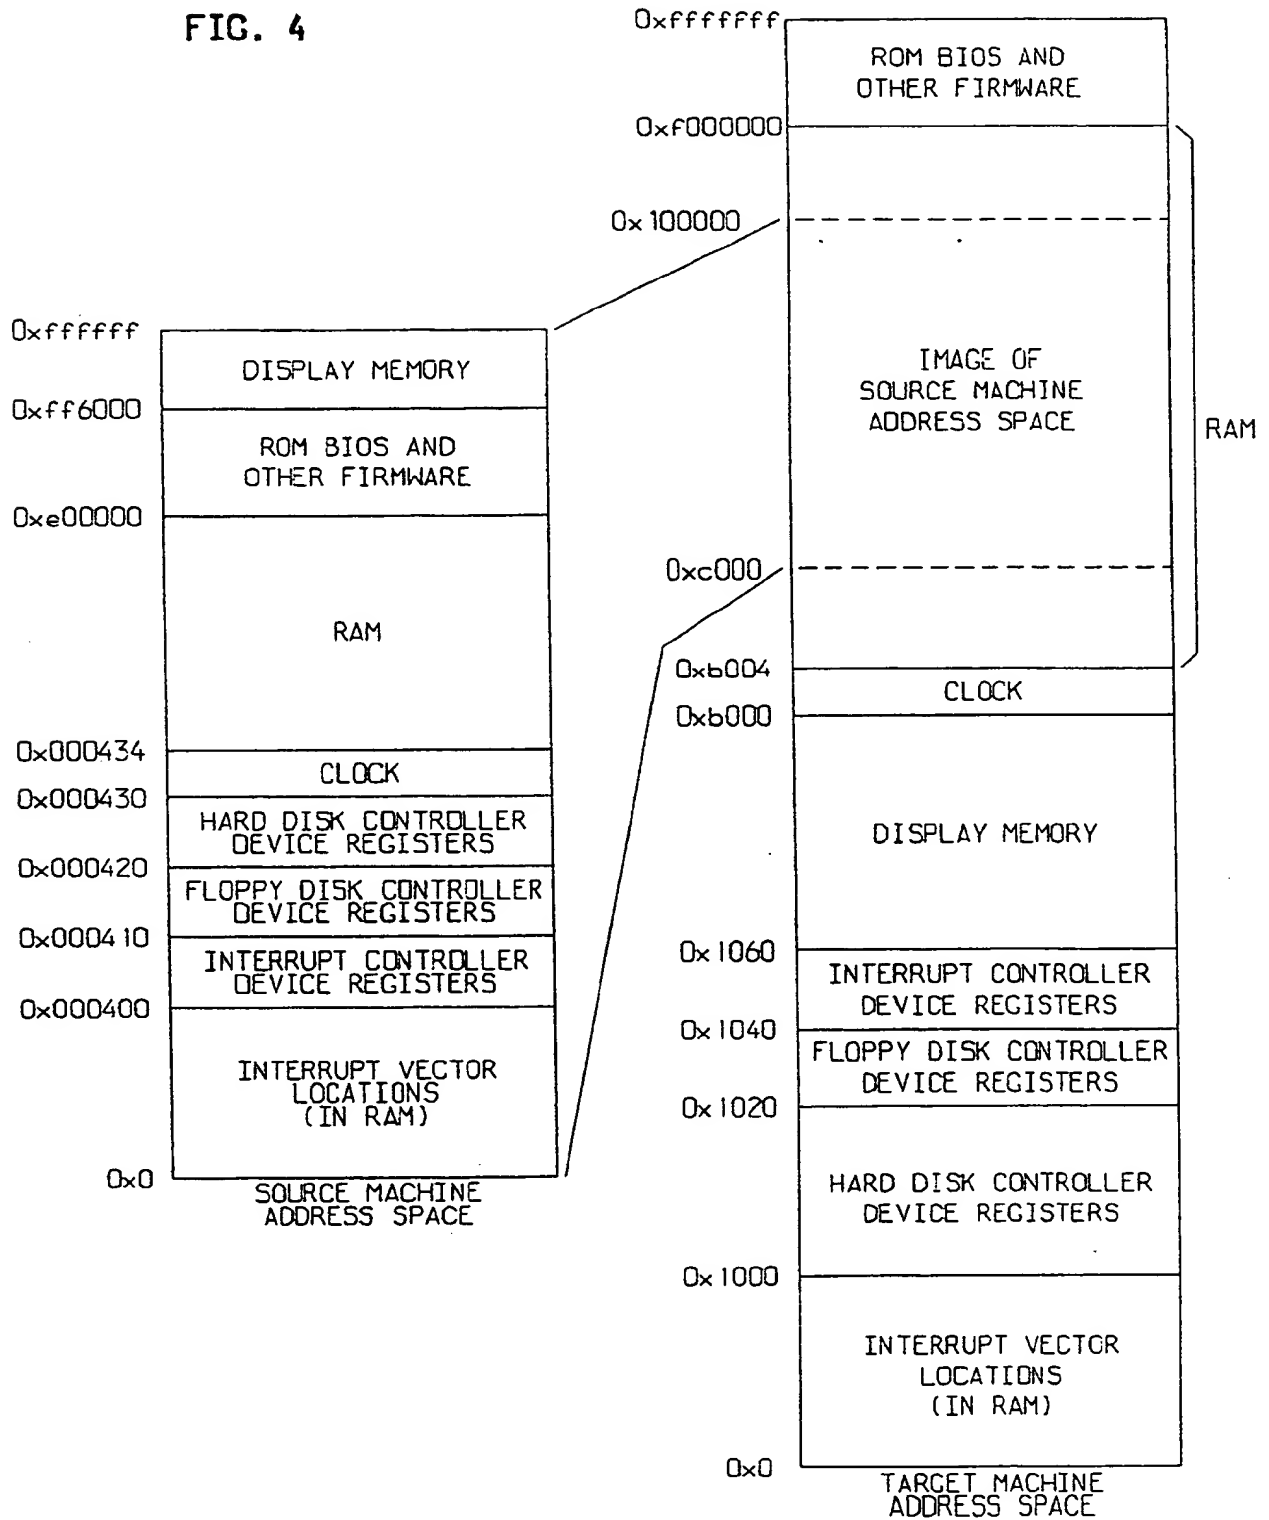 FIG. 4
0xffffff
DISPLAY MEMORY
0xff6000
ROM BIOS AND
OTHER FIRMWARE
0xe00000
RAM
0x000434
CLOCK
0x000430
HARD DISK CONTROLLER
DEVICE REGISTERS
0x000420
FLOPPY DISK CONTROLLER
DEVICE REGISTERS
0x000410
INTERRUPT CONTROLLER
DEVICE REGISTERS
0x000400
INTERRUPT VECTOR
LOCATIONS
(IN RAM)
0x0
SOURCE MACHINE
ADDRESS SPACE
0xfffffff
ROM BIOS AND
OTHER FIRMWARE
0xf000000
0x100000
IMAGE OF
SOURCE MACHINE
ADDRESS SPACE
RAM
0xc000
0xb004
CLOCK
0xb000
DISPLAY MEMORY
0x1060
INTERRUPT CONTROLLER
DEVICE REGISTERS
0x1040
FLOPPY DISK CONTROLLER
DEVICE REGISTERS
0x1020
HARD DISK CONTROLLER
DEVICE REGISTERS
0x1000
INTERRUPT VECTOR
LOCATIONS
(IN RAM)
0x0
TARGET MACHINE
ADDRESS SPACE